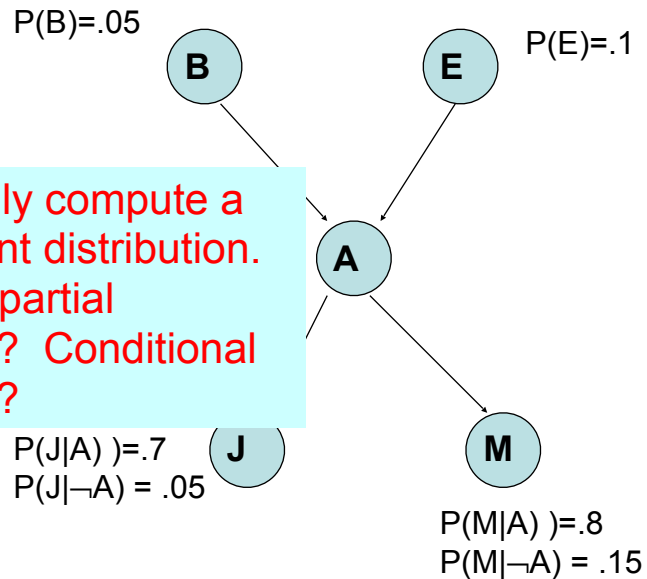 P(B)=.05
P(E)=.1
B
E
ly compute a
nt distribution.
partial
? Conditional
?
A
P(J|A) )=.7
P(J|¬A) = .05
J
M
P(M|A) )=.8
P(M|¬A) = .15